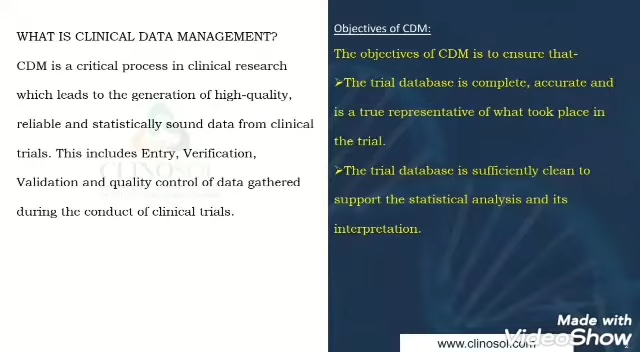 WHAT IS CLINICAL DATA MANAGEMENT?
CDM is a critical process in clinical research
which leads to the generation of high-quality,
reliable and statistically sound data from clinical
trials. This includes Entry, Verification,
Validation and quality control of data gathered
during the conduct of clinical trials.
CLINOSOL
Objectives of CDM:
The objectives of CDM is to ensure that-
➢The trial database is complete, accurate and
is a true representative of what took place in
the trial.
➢The trial database is sufficiently clean to
support the statistical analysis and its
interpretation.
Made with
VideoShow
www.clinosol.com